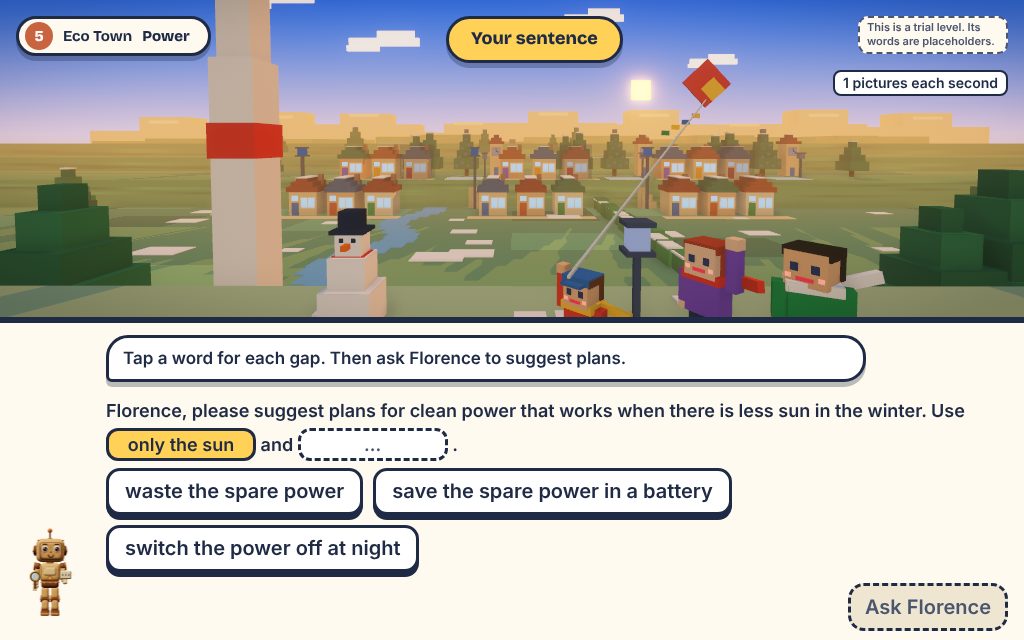 5 Eco Town Power
Your sentence
This is a trial level. Its
words are placeholders.
1 pictures each second
Tap a word for each gap. Then ask Florence to suggest plans.
Florence, please suggest plans for clean power that works when there is less sun in the winter. Use
only the sun and ... .
waste the spare power
save the spare power in a battery
switch the power off at night
Ask Florence